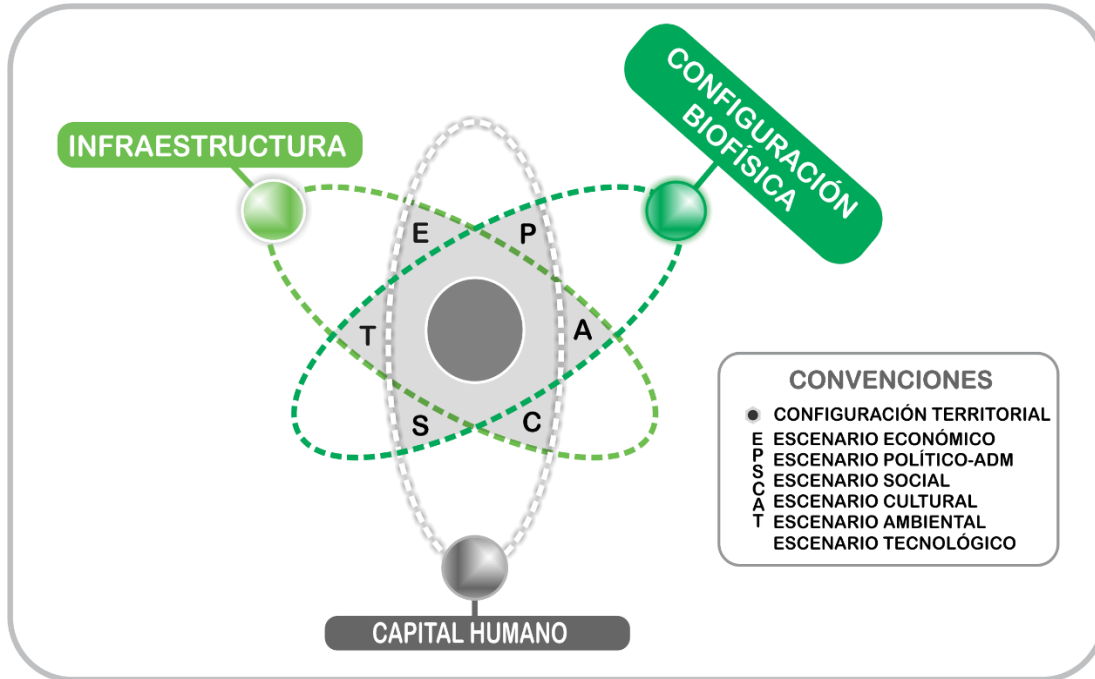 CONFIGURACIÓN
BIOFÍSICA
INFRAESTRUCTURA
E
P
T
A
S
C
CAPITAL HUMANO
CONVENCIONES
CONFIGURACIÓN TERRITORIAL
E ESCENARIO ECONÓMICO
P ESCENARIO POLÍTICO-ADM
S ESCENARIO SOCIAL
C ESCENARIO CULTURAL
A ESCENARIO AMBIENTAL
T ESCENARIO TECNOLÓGICO